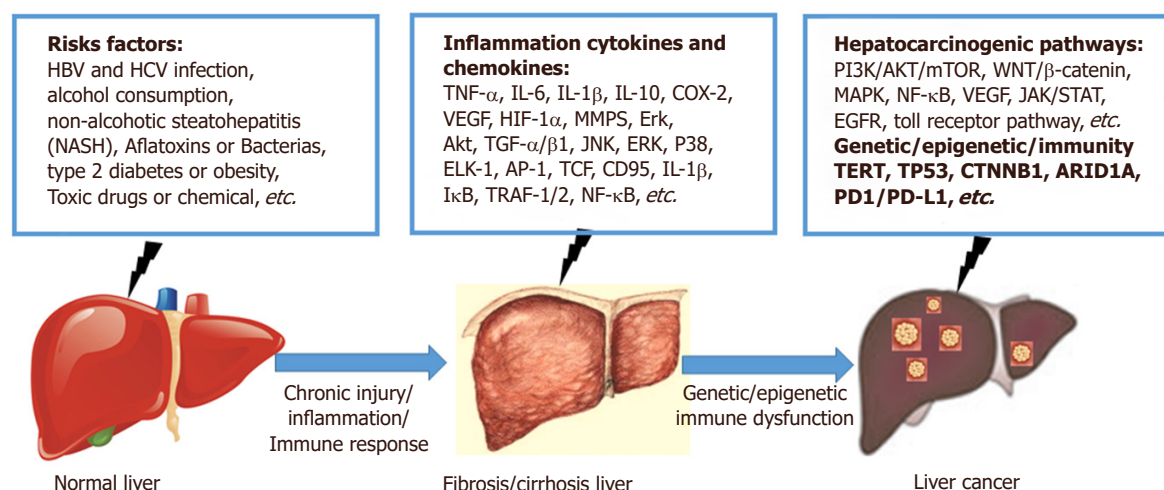 Risks factors:
HBV and HCV infection,
alcohol consumption,
non-alcohotic steatohepatitis
(NASH), Aflatoxins or Bacterias,
type 2 diabetes or obesity,
Toxic drugs or chemical, etc.
Inflammation cytokines and
chemokines:
TNF-α, IL-6, IL-1β, IL-10, COX-2,
VEGF, HIF-1α, MMPS, Erk,
Akt, TGF-α/β1, JNK, ERK, P38,
ELK-1, AP-1, TCF, CD95, IL-1β,
IκB, TRAF-1/2, NF-κB, etc.
Hepatocarcinogenic pathways:
PI3K/AKT/mTOR, WNT/β-catenin,
MAPK, NF-κB, VEGF, JAK/STAT,
EGFR, toll receptor pathway, etc.
Genetic/epigenetic/immunity
TERT, TP53, CTNNB1, ARID1A,
PD1/PD-L1, etc.
Chronic injury/
inflammation/
Immune response
Genetic/epigenetic
immune dysfunction
Normal liver
Fibrosis/cirrhosis liver
Liver cancer